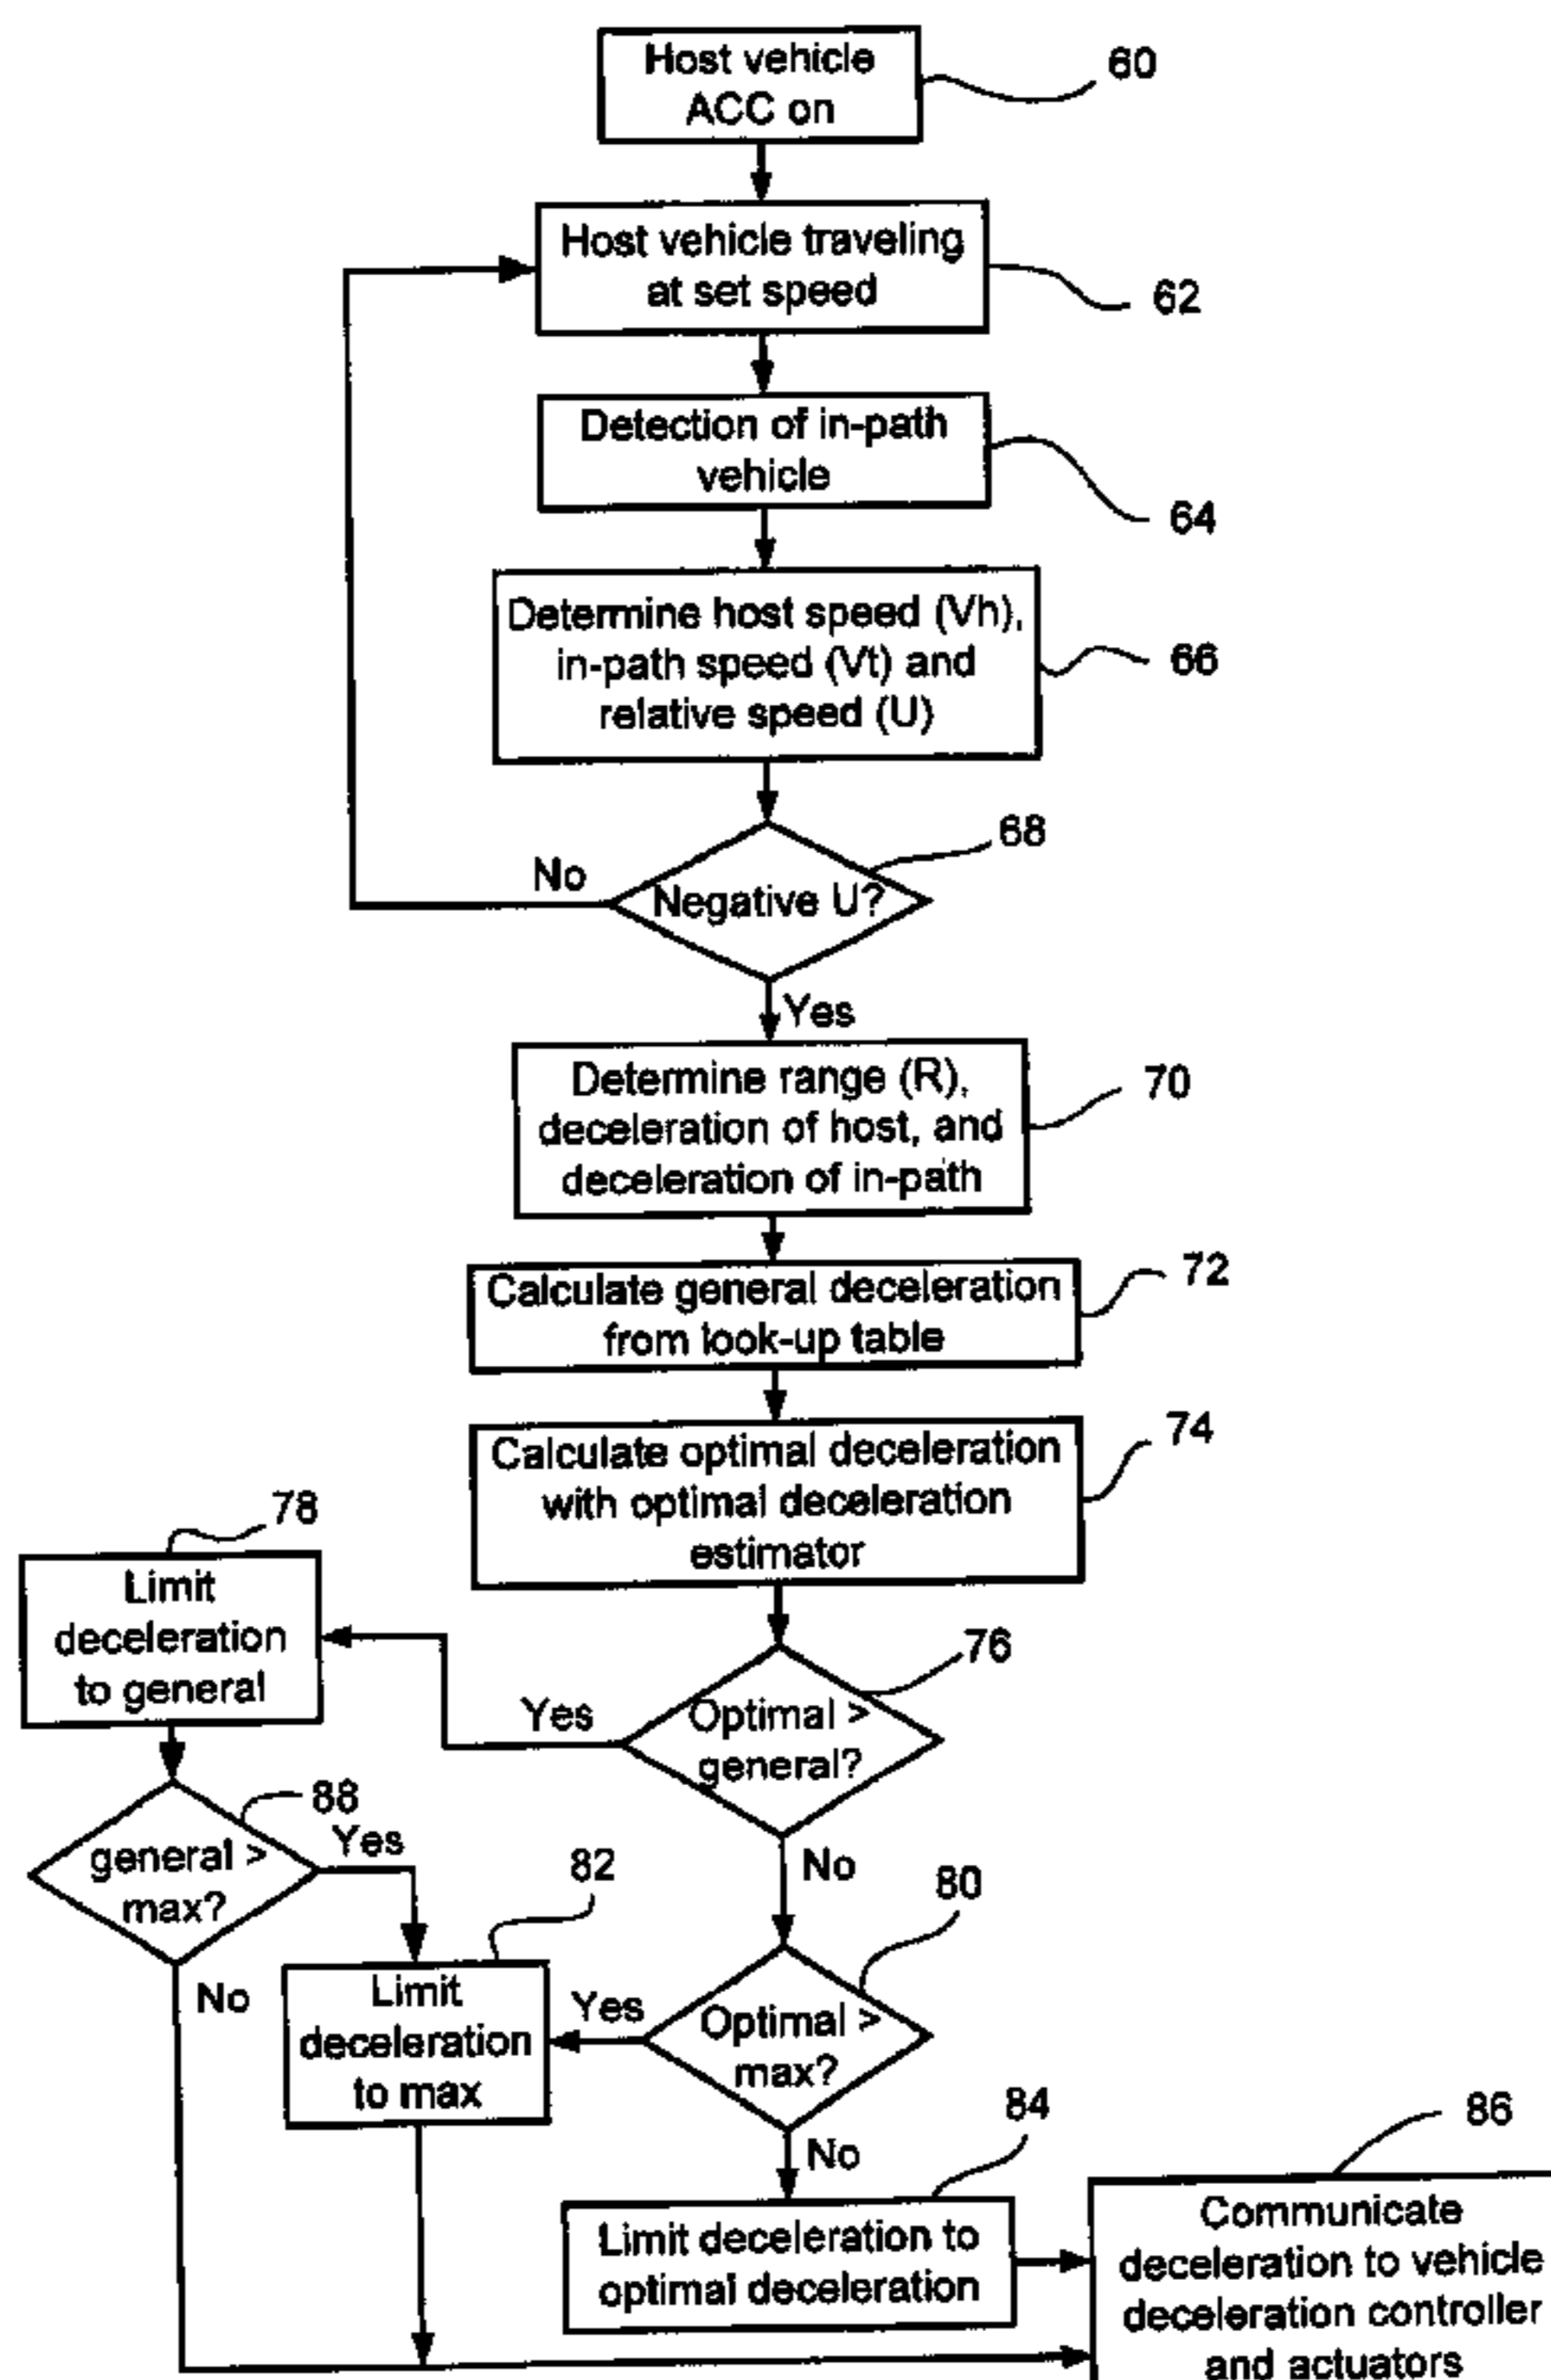 Host vehicle
ACC on
60
Host vehicle traveling
at set speed
62
Detection of in-path
vehicle
64
Determine host speed (Vh),
in-path speed (Vt) and
relative speed (U)
66
68
No
Negative U?
Yes
Determine range (R),
deceleration of host, and
deceleration of in-path
70
Calculate general deceleration
from look-up table
72
Calculate optimal deceleration
with optimal deceleration
estimator
74
78
Limit
deceleration
to general
76
Yes
Optimal >
general?
No
88
general >
max?
Yes
No
82
Limit
deceleration
to max
80
Yes
Optimal >
max?
No
84
Limit deceleration to
optimal deceleration
86
Communicate
deceleration to vehicle
deceleration controller
and actuators